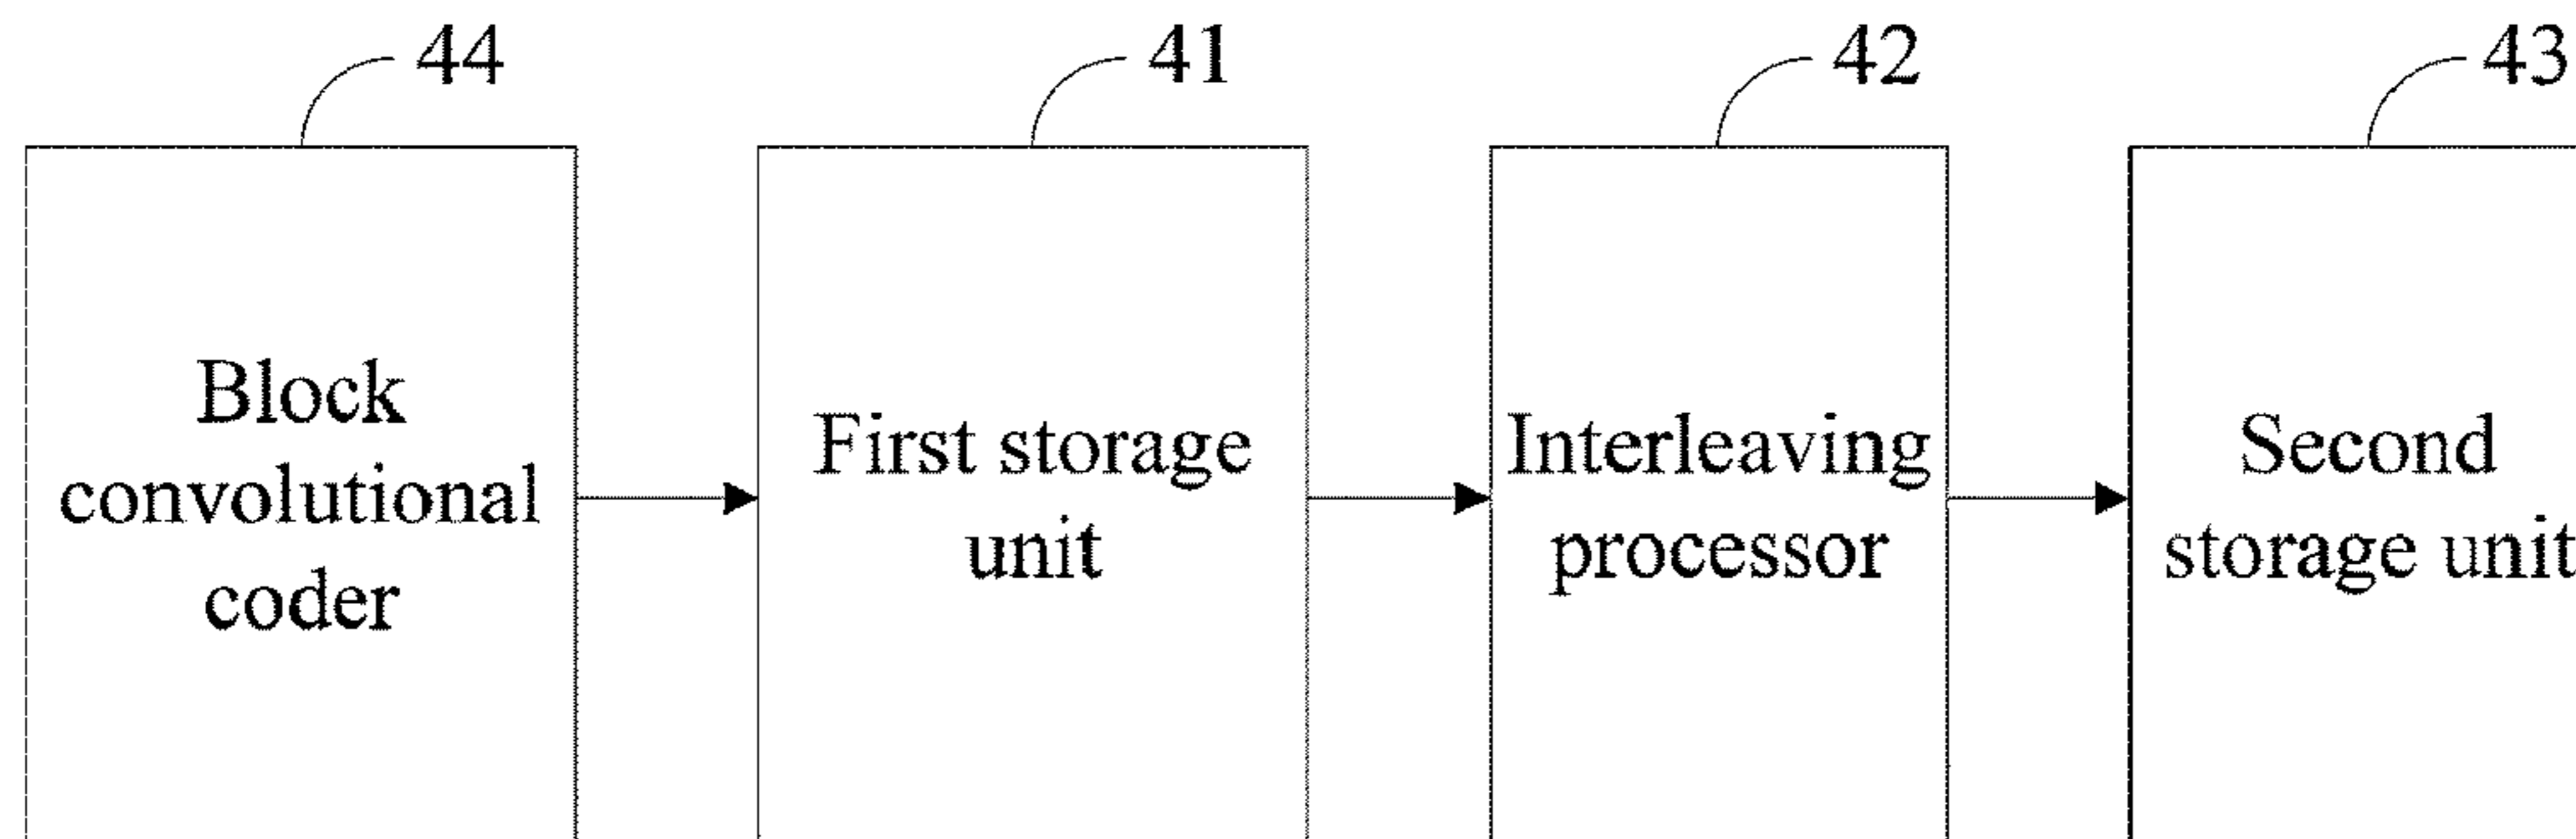 44
41
42
43
Block
convolutional
coder
First storage
unit
Interleaving
processor
Second
storage unit